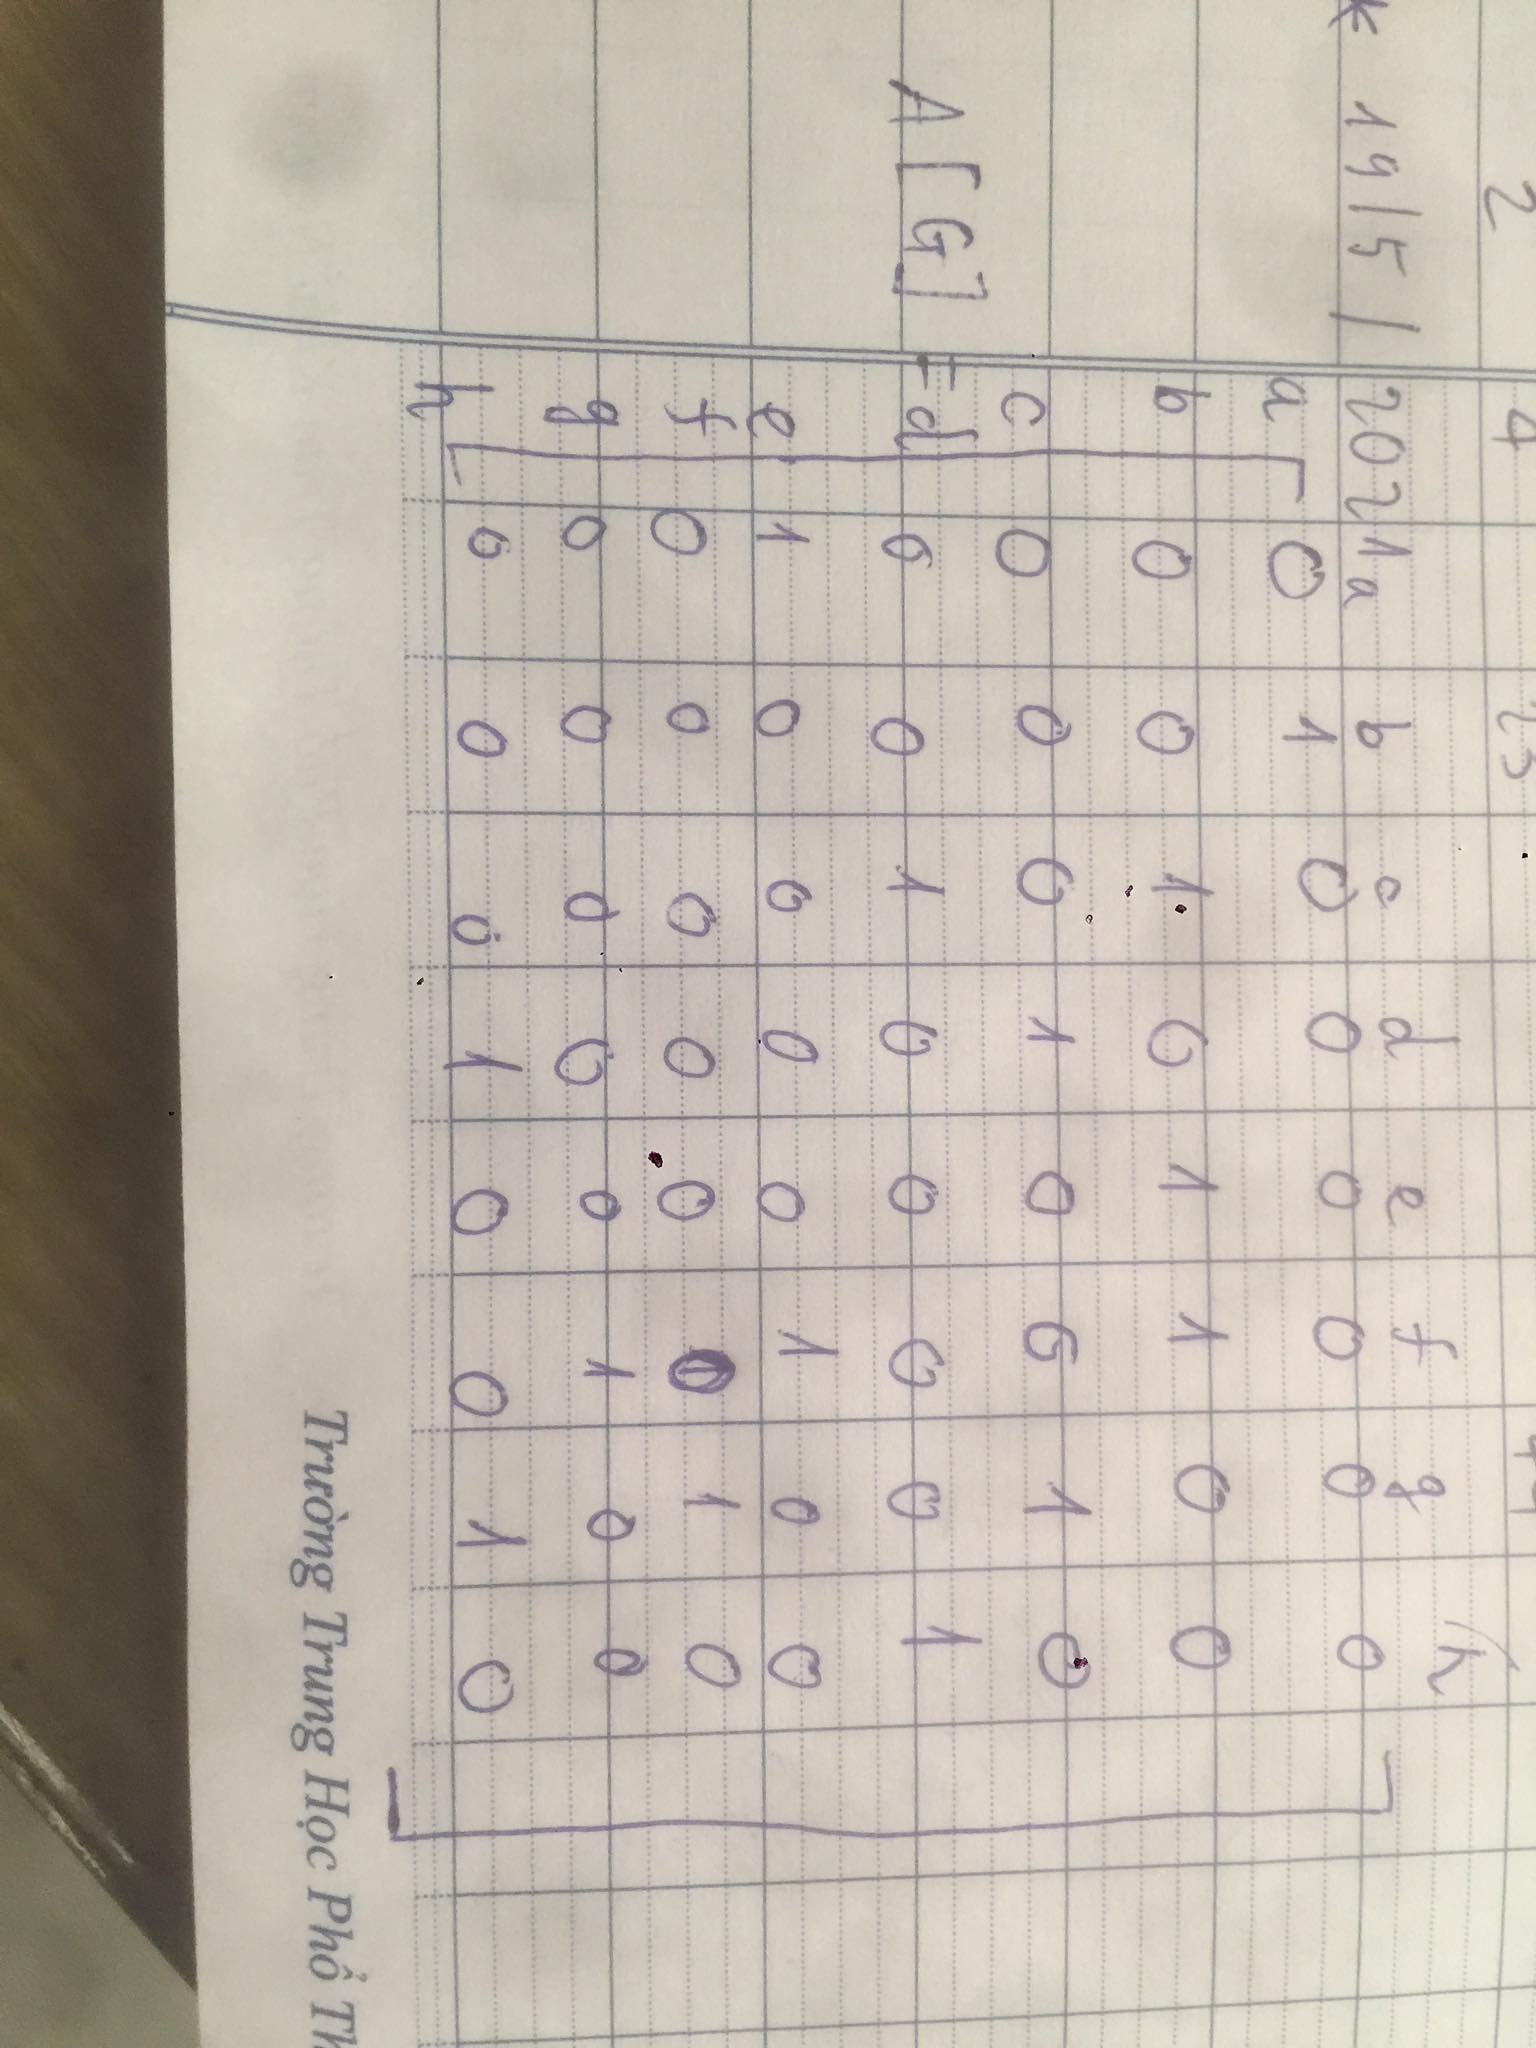 2 4 23
* 19/5/2021 a b c d e f g h
a 0 1 0 0 0 0 0 0
b 0 0 1 0 1 1 0 0
c 0 0 0 1 0 0 1 0
A[G] = d 0 0 1 0 0 0 0 1
e 1 0 0 0 0 1 0 0
f 0 0 0 0 0 0 1 0
g 0 0 0 0 0 1 0 0
h 0 0 0 1 0 0 1 0
Trường Trung Học Phổ